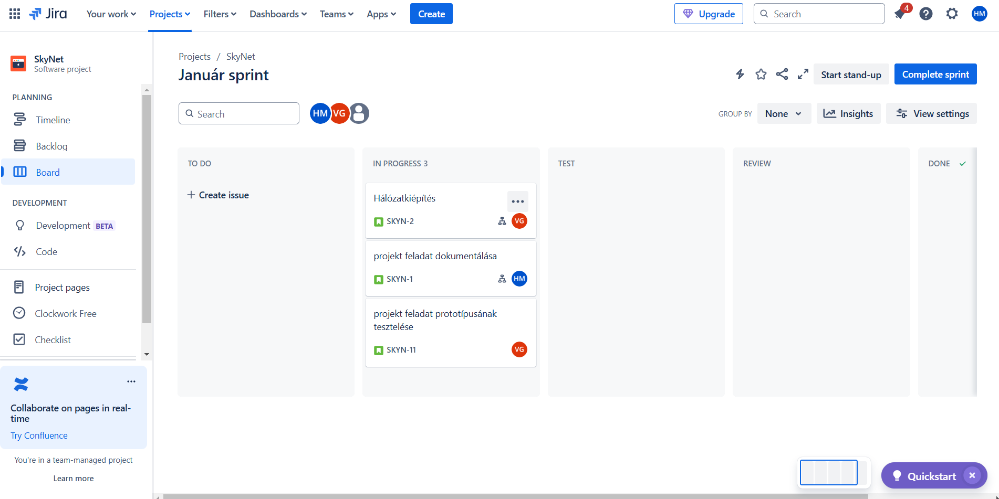 Jira
Your work
Projects
Filters
Dashboards
Teams
Apps
Create
Upgrade
Search
4
HM
SkyNet
Software project
PLANNING
Timeline
Backlog
Board
DEVELOPMENT
Development BETA
Code
Project pages
Clockwork Free
Checklist
Collaborate on pages in real-
time
Try Confluence
You're in a team-managed project
Learn more
Projects / SkyNet
Január sprint
Start stand-up
Complete sprint
Search
HM
VG
GROUP BY
None
Insights
View settings
TO DO
Create issue
IN PROGRESS 3
Hálózatkiépítés
SKYN-2
VG
projekt feladat dokumentálása
SKYN-1
HM
projekt feladat prototípusának
tesztelése
SKYN-11
VG
TEST
REVIEW
DONE
Quickstart